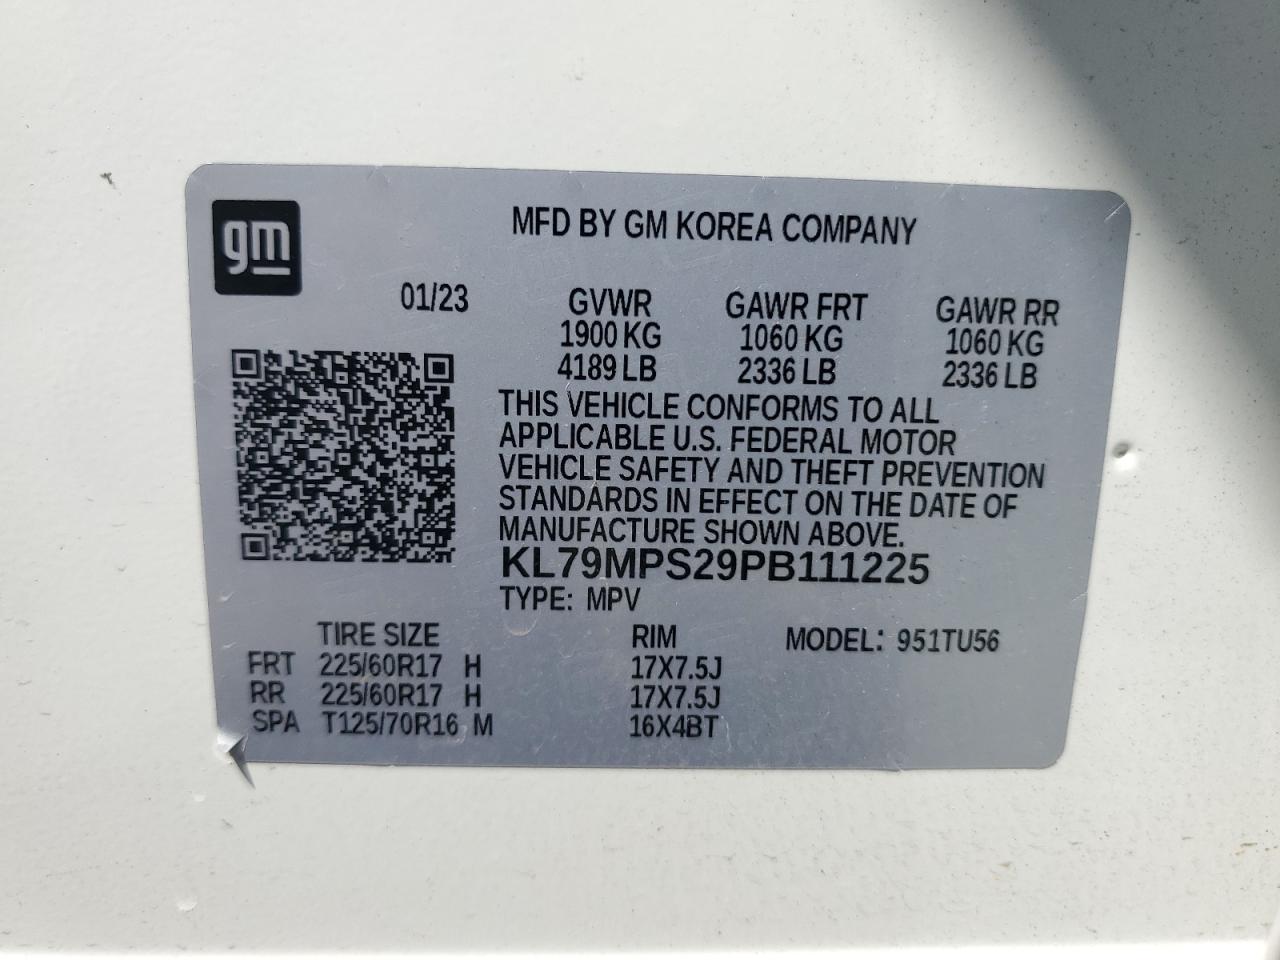 gm
MFD BY GM KOREA COMPANY
01/23 GVWR GAWR FRT GAWR RR
1900 KG 1060 KG 1060 KG
4189 LB 2336 LB 2336 LB
THIS VEHICLE CONFORMS TO ALL
APPLICABLE U.S. FEDERAL MOTOR
VEHICLE SAFETY AND THEFT PREVENTION
STANDARDS IN EFFECT ON THE DATE OF
MANUFACTURE SHOWN ABOVE.
KL79MPS29PB111225
TYPE: MPV
TIRE SIZE RIM MODEL: 951TU56
FRT 225/60R17 H 17X7.5J
RR 225/60R17 H 17X7.5J
SPA T125/70R16 M 16X4BT